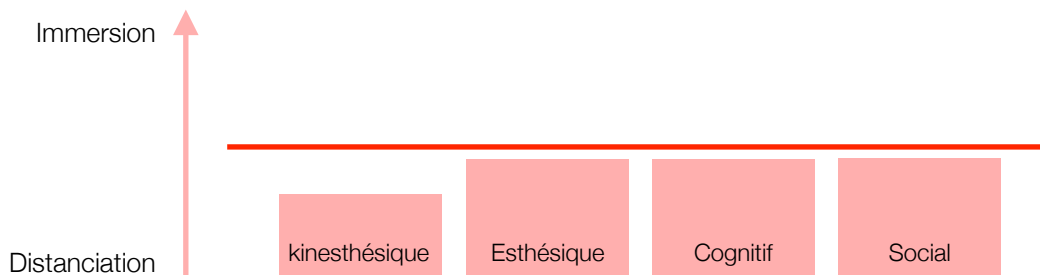 Immersion
kinesthésique
Esthésique
Cognitif
Social
Distanciation